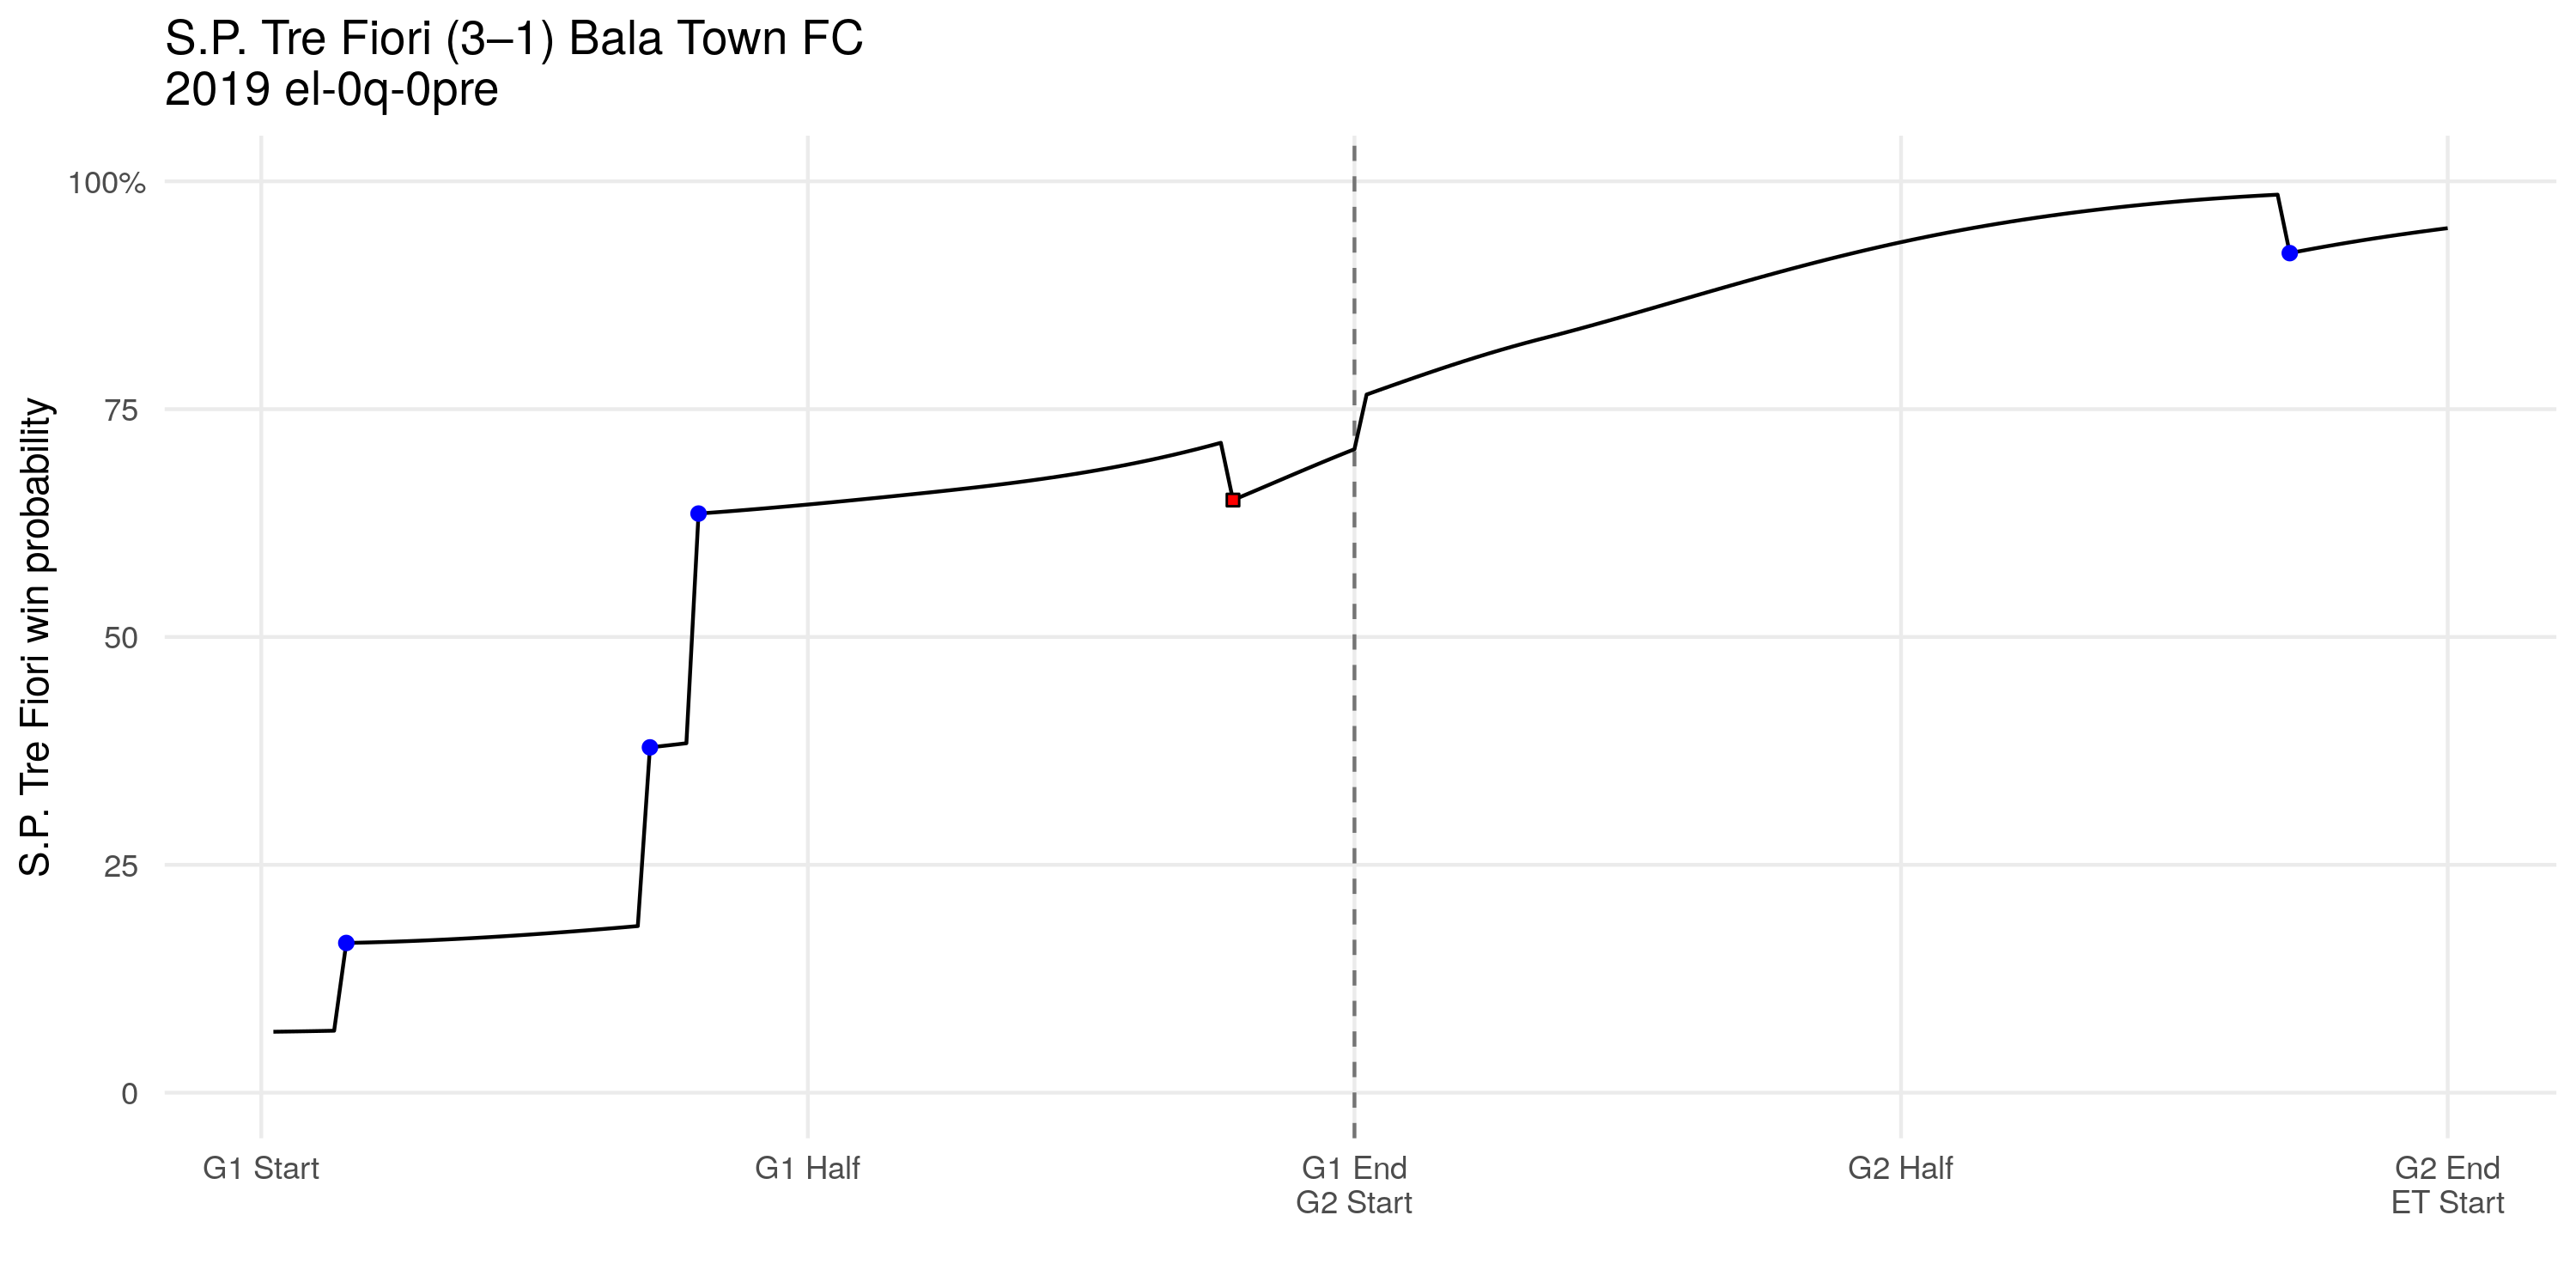 S.P. Tre Fiori (3–1) Bala Town FC
2019 el-0q-0pre
S.P. Tre Fiori win probability
100%
75
50
25
0
G1 Start
G1 Half
G1 End
G2 Start
G2 Half
G2 End
ET Start